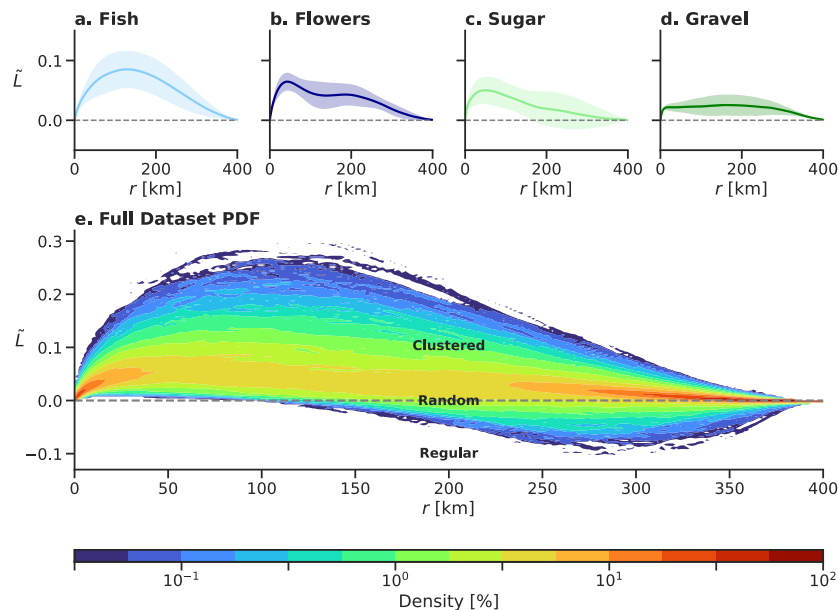 a. Fish
b. Flowers
c. Sugar
d. Gravel
L̃
0.1
0.0
0 200 400
0 200 400
0 200 400
0 200 400
r [km]
r [km]
r [km]
r [km]
e. Full Dataset PDF
L̃
0.3
0.2
0.1
0.0
−0.1
Clustered
Random
Regular
0 50 100 150 200 250 300 350 400
r [km]
10⁻¹ 10⁰ 10¹ 10²
Density [%]